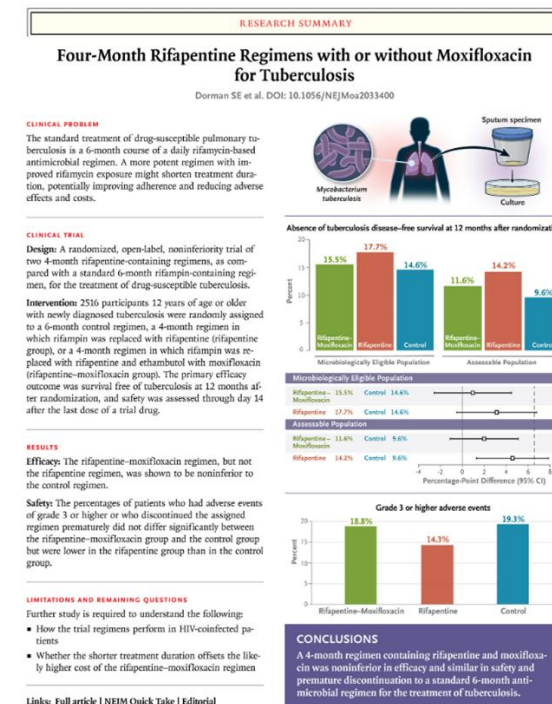 RESEARCH SUMMARY
Four-Month Rifapentine Regimens with or without Moxifloxacin
for Tuberculosis
Dorman SE et al. DOI: 10.1056/NEJMoa2033400
CLINICAL PROBLEM
The standard treatment of drug-susceptible pulmonary tu-
berculosis is a 6-month course of a daily rifamycin-based
antimicrobial regimen. A more potent regimen with im-
proved rifamycin exposure might shorten treatment dura-
tion, potentially improving adherence and reducing adverse
effects and costs.
CLINICAL TRIAL
Design: A randomized, open-label, noninferiority trial of
two 4-month rifapentine-containing regimens, as com-
pared with a standard 6-month rifampin-containing regi-
men, for the treatment of drug-susceptible tuberculosis.
Intervention: 2516 participants 12 years of age or older
with newly diagnosed tuberculosis were randomly assigned
to a 6-month control regimen, a 4-month regimen in
which rifampin was replaced with rifapentine (rifapentine
group), or a 4-month regimen in which rifampin was re-
placed with rifapentine and ethambutol with moxifloxacin
(rifapentine–moxifloxacin group). The primary efficacy
outcome was survival free of tuberculosis at 12 months af-
ter randomization, and safety was assessed through day 14
after the last dose of a trial drug.
RESULTS
Efficacy: The rifapentine–moxifloxacin regimen, but not
the rifapentine regimen, was shown to be noninferior to
the control regimen.
Safety: The percentages of patients who had adverse events
of grade 3 or higher or who discontinued the assigned
regimen prematurely did not differ significantly between
the rifapentine–moxifloxacin group and the control group
but were lower in the rifapentine group than in the control
group.
LIMITATIONS AND REMAINING QUESTIONS
Further study is required to understand the following:
▪ How the trial regimens perform in HIV-coinfected pa-
tients
▪ Whether the shorter treatment duration offsets the like-
ly higher cost of the rifapentine–moxifloxacin regimen
Links: Full article | NEJM Quick Take | Editorial
Sputum specimen
Mycobacterium
tuberculosis
Culture
Absence of tuberculosis disease–free survival at 12 months after randomizati
Percent
20
15
10
5
0
15.5%
17.7%
14.6%
11.6%
14.2%
9.6%
Rifapentine–
Moxifloxacin
Rifapentine
Control
Rifapentine–
Moxifloxacin
Rifapentine
Control
Microbiologically Eligible Population
Assessable Population
Microbiologically Eligible Population
Rifapentine– 15.5% Control 14.6%
Moxifloxacin
Rifapentine 17.7% Control 14.6%
Assessable Population
Rifapentine– 11.6% Control 9.6%
Moxifloxacin
Rifapentine 14.2% Control 9.6%
-4 -2 0 2 4 6 8
Percentage-Point Difference (95% CI)
Grade 3 or higher adverse events
Percent
20
15
10
5
0
18.8%
14.3%
19.3%
Rifapentine–Moxifloxacin Rifapentine Control
CONCLUSIONS
A 4-month regimen containing rifapentine and moxifloxa-
cin was noninferior in efficacy and similar in safety and
premature discontinuation to a standard 6-month anti-
microbial regimen for the treatment of tuberculosis.